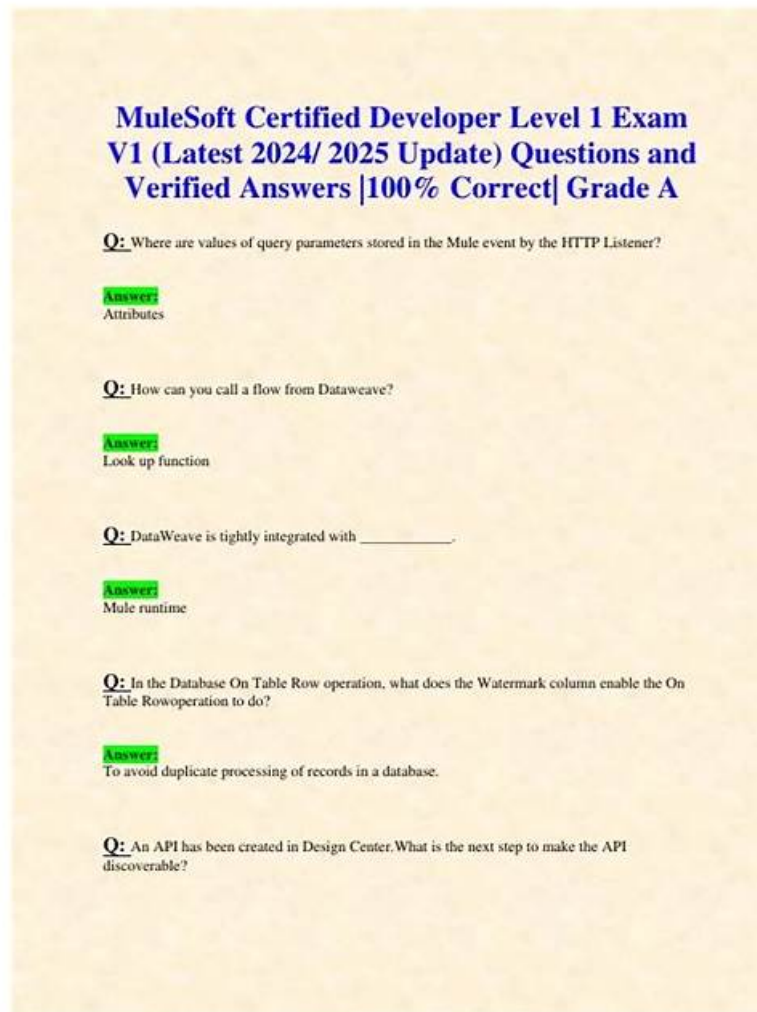 MuleSoft Certified Developer Level 1 Exam
V1 (Latest 2024/ 2025 Update) Questions and
Verified Answers |100% Correct| Grade A
Q: Where are values of query parameters stored in the Mule event by the HTTP Listener?
Answer:
Attributes
Q: How can you call a flow from Dataweave?
Answer:
Look up function
Q: DataWeave is tightly integrated with ____________.
Answer:
Mule runtime
Q: In the Database On Table Row operation, what does the Watermark column enable the On
Table Rowoperation to do?
Answer:
To avoid duplicate processing of records in a database.
Q: An API has been created in Design Center.What is the next step to make the API
discoverable?